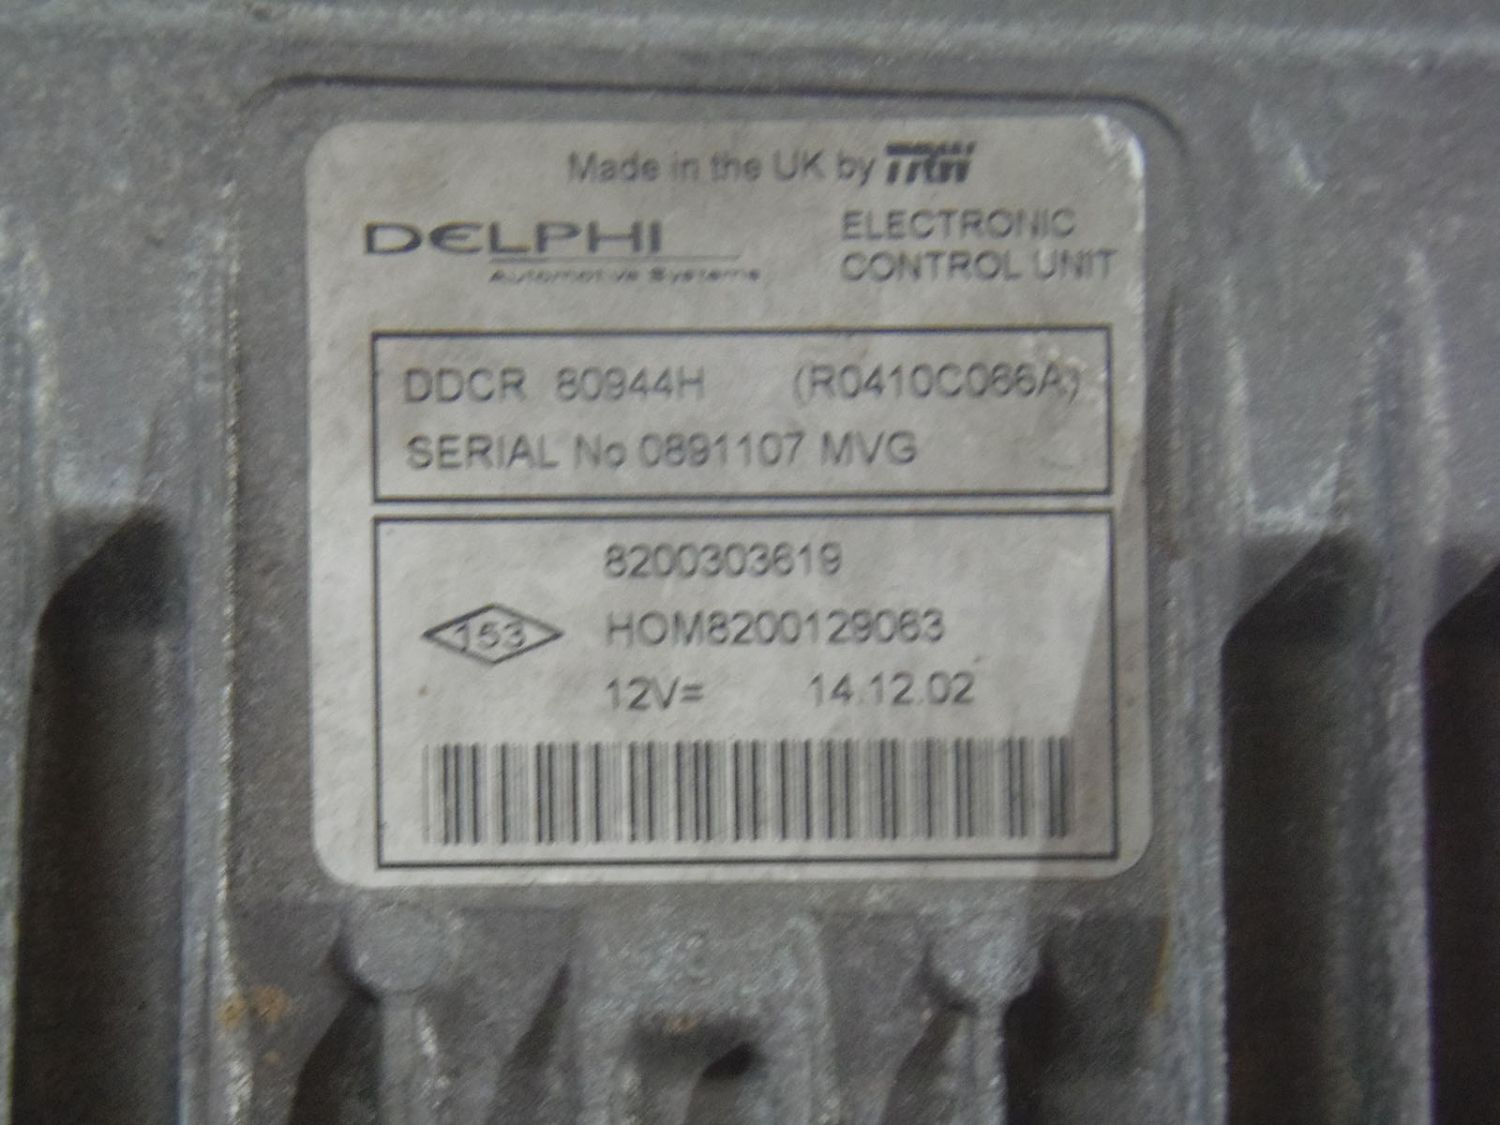 Made in the UK by TRW
DELPHI
Automotive Systems
ELECTRONIC
CONTROL UNIT
DDCR 80944H (R0410C066A)
SERIAL No 0891107 MVG
8200303619
153
HOM8200129063
12V= 14.12.02